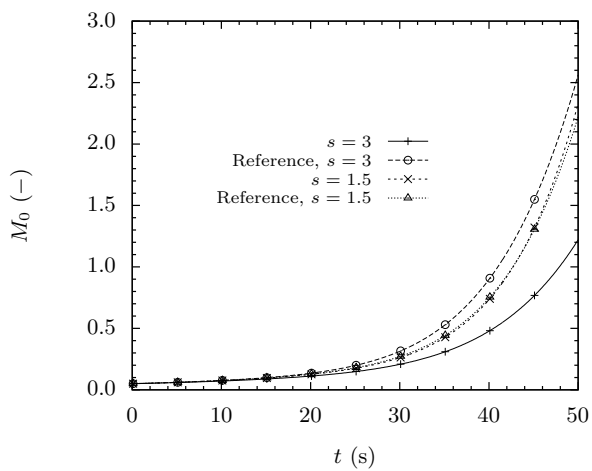 3.0
2.5
2.0
1.5
1.0
0.5
0.0
M₀ (−)
s = 3
Reference, s = 3
s = 1.5
Reference, s = 1.5
0 10 20 30 40 50
t (s)